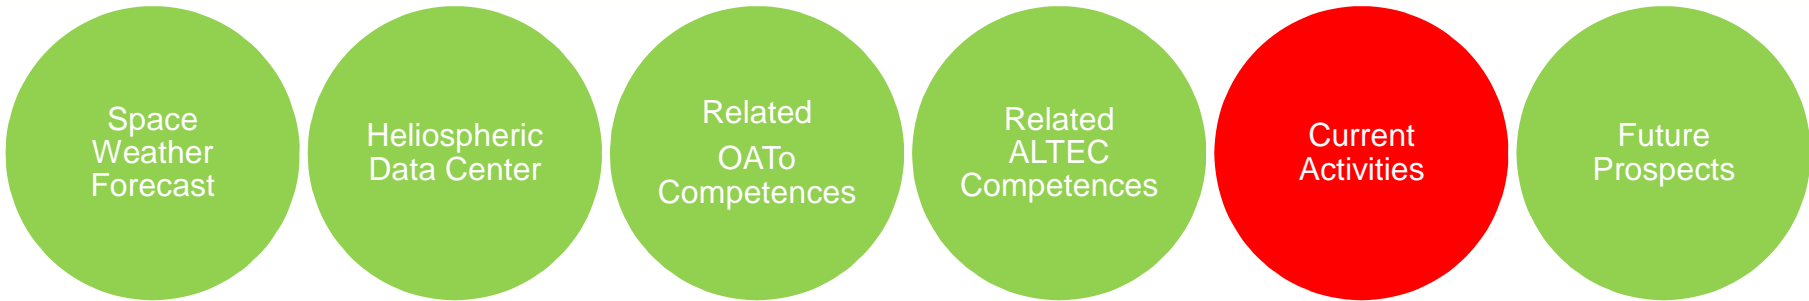 Space
Weather
Forecast
Heliospheric
Data Center
Related
OATo
Competences
Related
ALTEC
Competences
Current
Activities
Future
Prospects